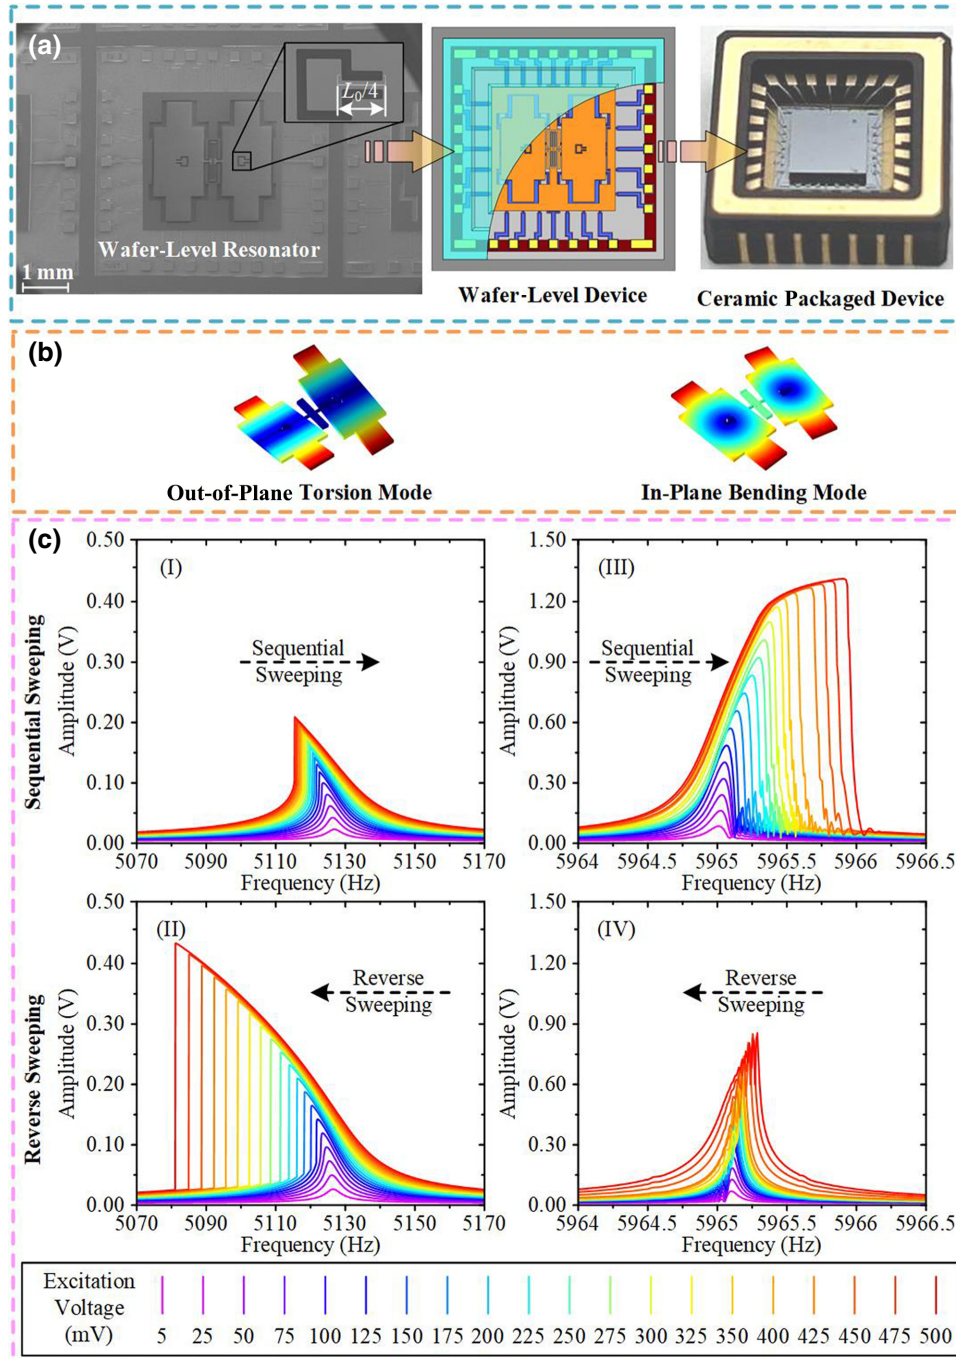 (a)
L₀/4
Wafer-Level Resonator
1 mm
Wafer-Level Device
Ceramic Packaged Device
(b)
Out-of-Plane Torsion Mode
In-Plane Bending Mode
(c)
Sequential Sweeping
Amplitude (V)
0.50
0.40
0.30
0.20
0.10
0.00
(I)
Sequential
Sweeping
5070 5090 5110 5130 5150 5170
Frequency (Hz)
Amplitude (V)
1.50
1.20
0.90
0.60
0.30
0.00
(III)
Sequential
Sweeping
5964 5964.5 5965 5965.5 5966 5966.5
Frequency (Hz)
Reverse Sweeping
Amplitude (V)
0.50
0.40
0.30
0.20
0.10
0.00
(II)
Reverse
Sweeping
5070 5090 5110 5130 5150 5170
Frequency (Hz)
Amplitude (V)
1.50
1.20
0.90
0.60
0.30
0.00
(IV)
Reverse
Sweeping
5964 5964.5 5965 5965.5 5966 5966.5
Frequency (Hz)
Excitation
Voltage
(mV) 5 25 50 75 100 125 150 175 200 225 250 275 300 325 350 400 425 450 475 500